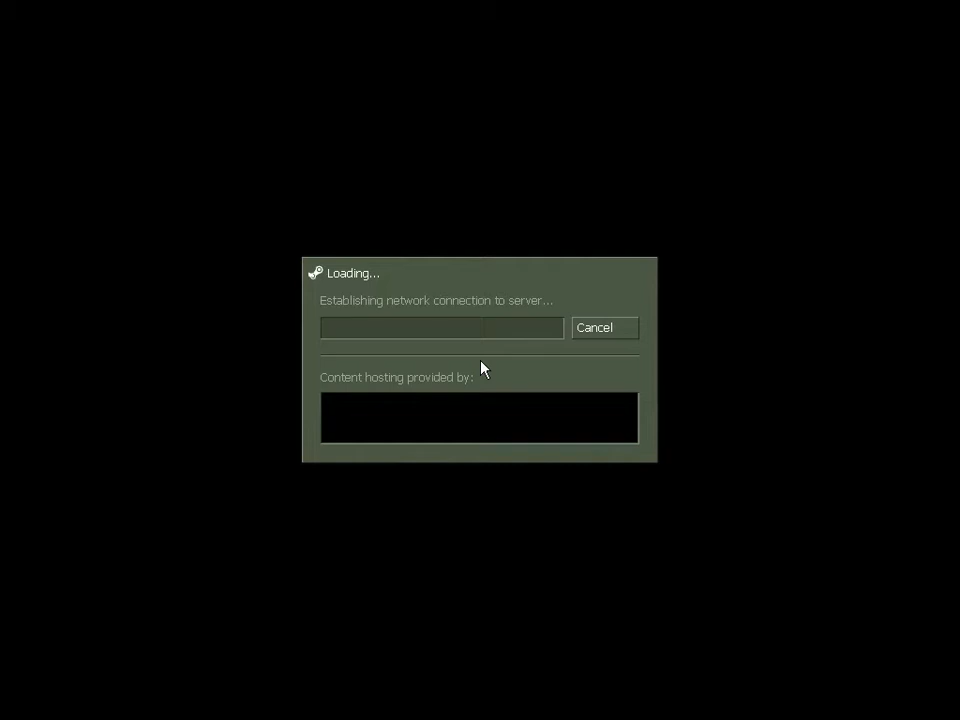 Loading...
Establishing network connection to server...
Cancel
Content hosting provided by: